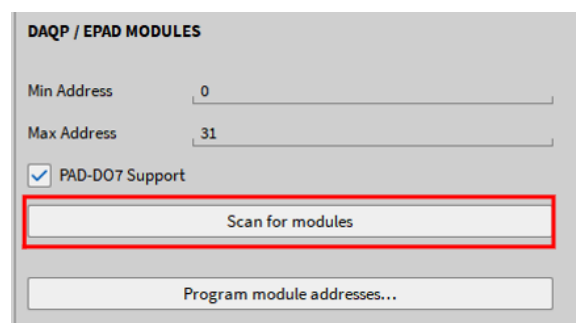 DAQP / EPAD MODULES
Min Address 0
Max Address 31
PAD-DO7 Support
Scan for modules
Program module addresses...